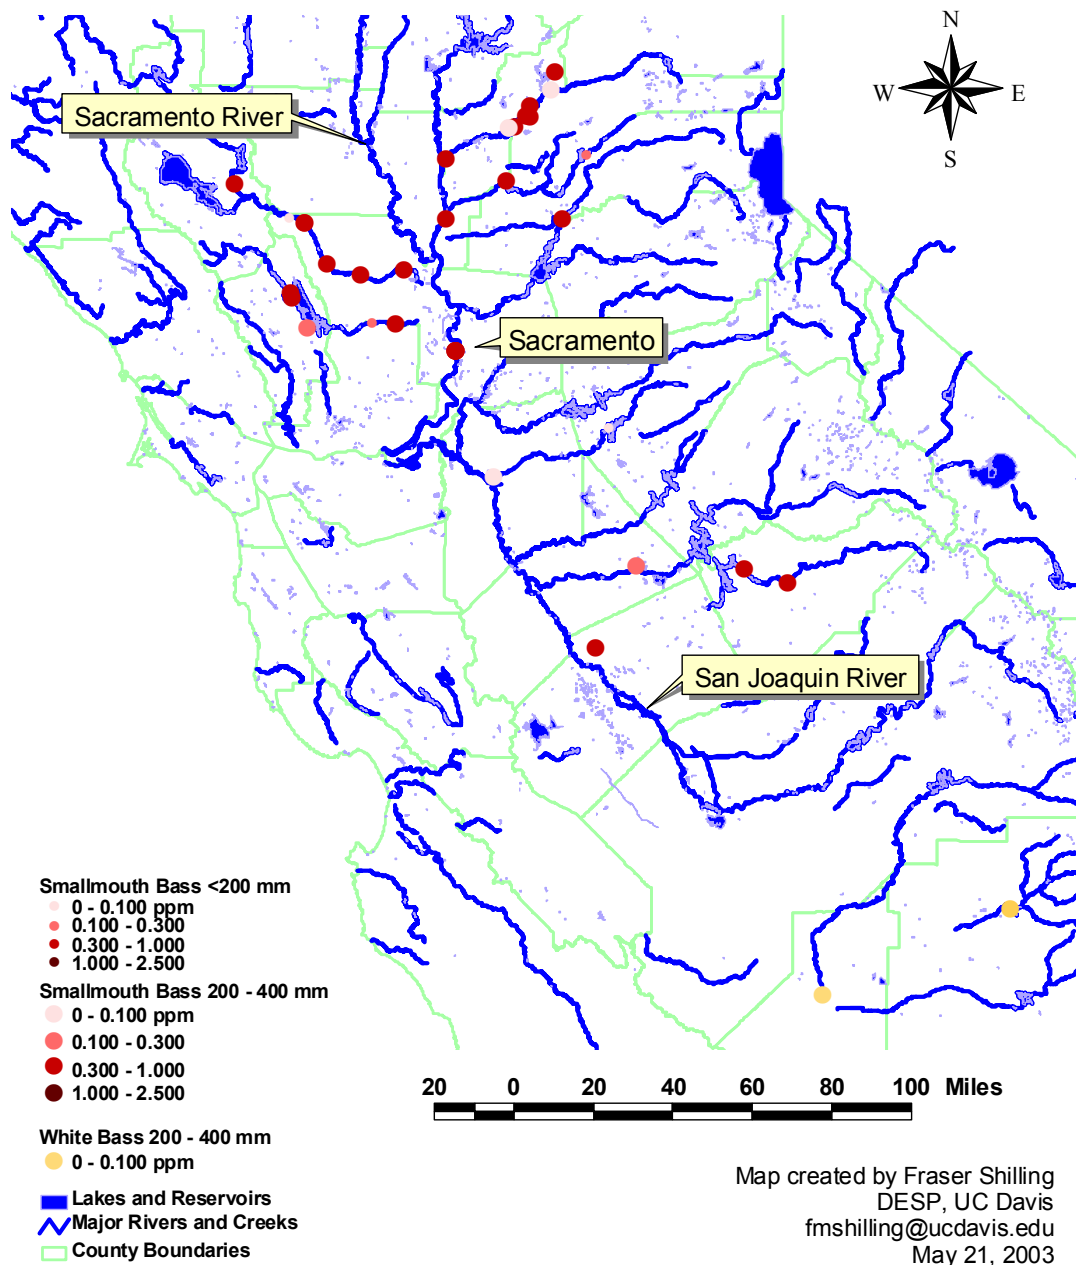 N
W
E
S
Sacramento River
Sacramento
San Joaquin River
Smallmouth Bass <200 mm
0 - 0.100 ppm
0.100 - 0.300
0.300 - 1.000
1.000 - 2.500
Smallmouth Bass 200 - 400 mm
0 - 0.100 ppm
0.100 - 0.300
0.300 - 1.000
1.000 - 2.500
White Bass 200 - 400 mm
0 - 0.100 ppm
Lakes and Reservoirs
Major Rivers and Creeks
County Boundaries
20 0 20 40 60 80 100 Miles
Map created by Fraser Shilling
DESP, UC Davis
fmshilling@ucdavis.edu
May 21, 2003